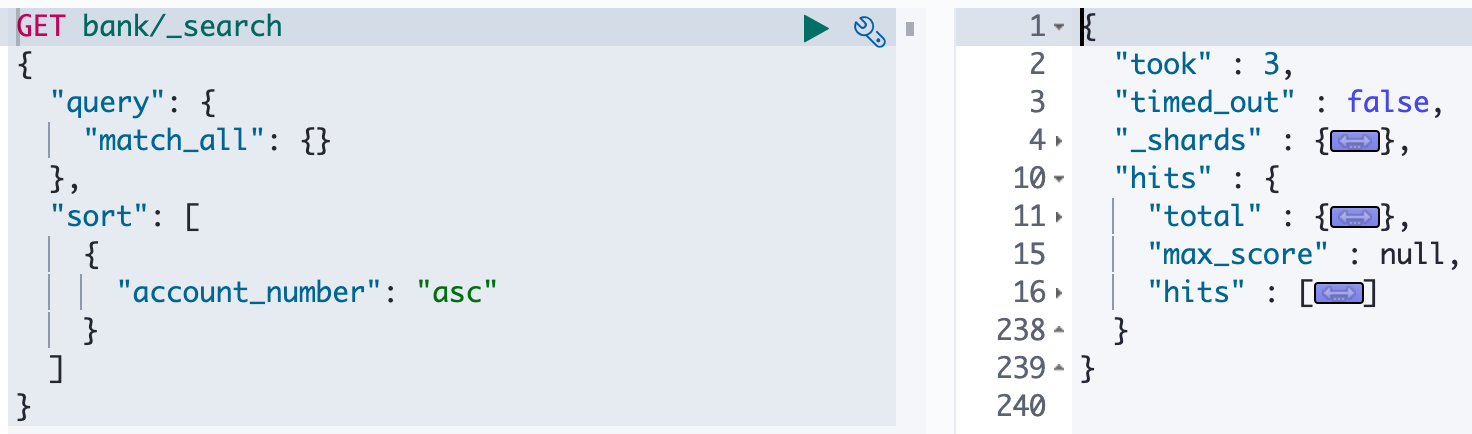 GET bank/_search
{
  "query": {
    "match_all": {}
  },
  "sort": [
    {
      "account_number": "asc"
    }
  ]
}
1 {
2   "took" : 3,
3   "timed_out" : false,
4   "_shards" : {},
10   "hits" : {
11     "total" : {},
15     "max_score" : null,
16     "hits" : []
238   }
239 }
240